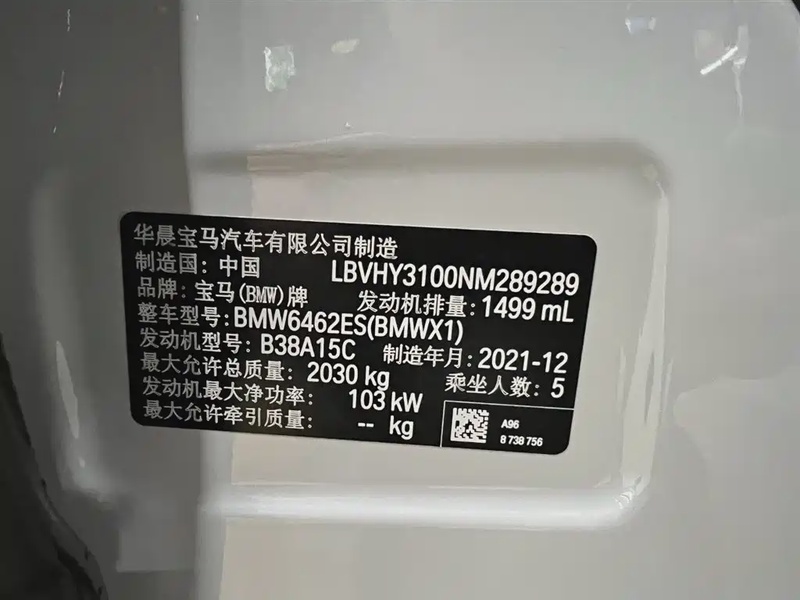 华晨宝马汽车有限公司制造
制造国: 中国 LBVHY3100NM289289
品牌: 宝马(BMW)牌 发动机排量: 1499 mL
整车型号: BMW6462ES(BMWX1)
发动机型号: B38A15C 制造年月: 2021-12
最大允许总质量: 2030 kg 乘坐人数: 5
发动机最大净功率: 103 kW
最大允许牵引质量: -- kg
A96
8 738 756